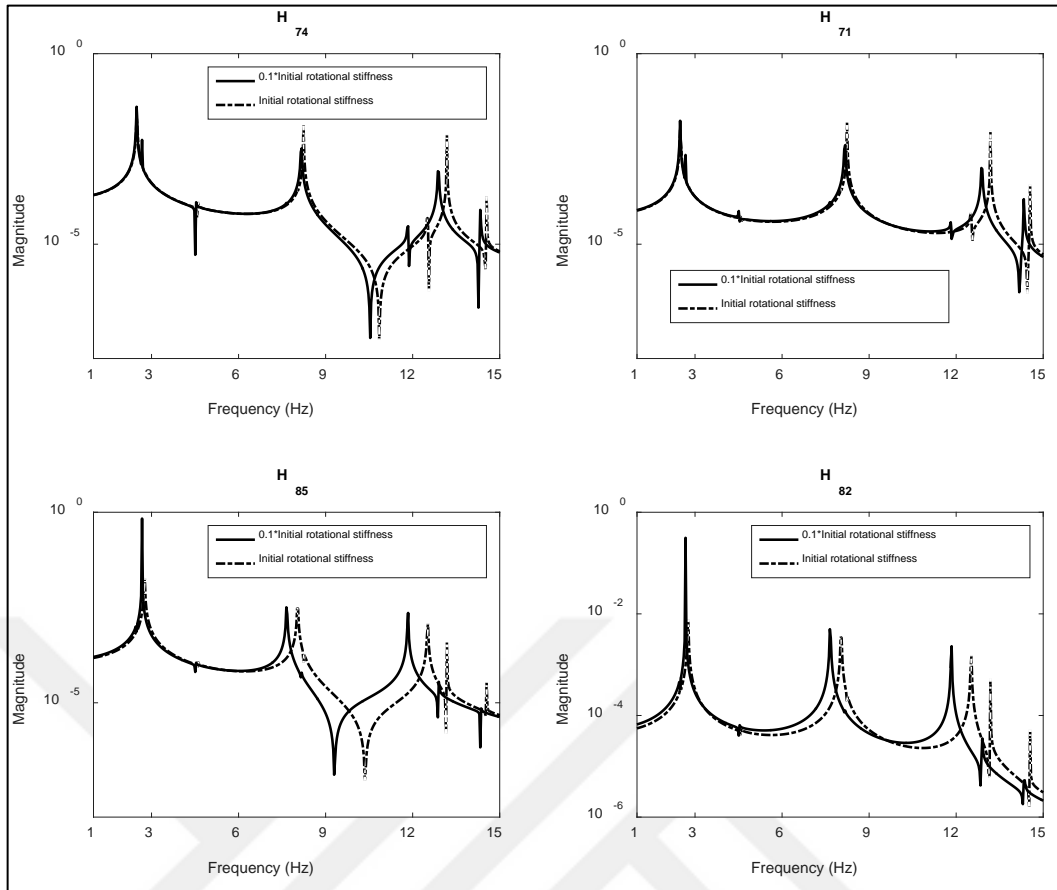 H
74
10 0
10 -5
Magnitude
0.1*Initial rotational stiffness
Initial rotational stiffness
1 3 6 9 12 15
Frequency (Hz)
H
71
10 0
10 -5
Magnitude
0.1*Initial rotational stiffness
Initial rotational stiffness
1 3 6 9 12 15
Frequency (Hz)
H
85
10 0
10 -5
Magnitude
0.1*Initial rotational stiffness
Initial rotational stiffness
1 3 6 9 12 15
Frequency (Hz)
H
82
10 0
10 -2
10 -4
10 -6
Magnitude
0.1*Initial rotational stiffness
Initial rotational stiffness
1 3 6 9 12 15
Frequency (Hz)